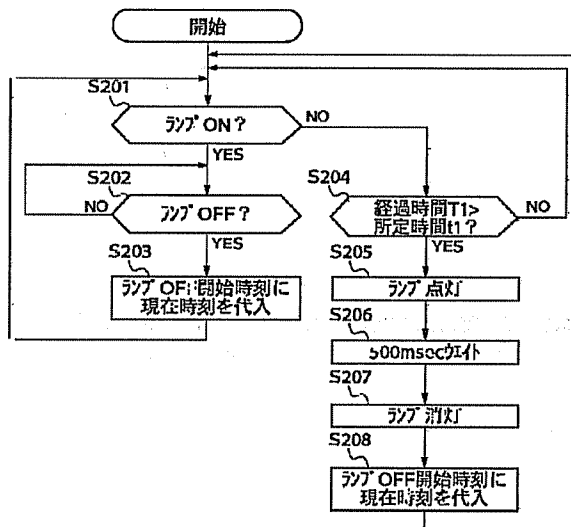 開始
S201
ランプON?
NO
YES
S202
NO
ランプOFF?
YES
S203
ランプOFF開始時刻に
現在時刻を代入
S204
経過時間T1>
所定時間t1?
NO
YES
S205
ランプ点灯
S206
500msecウエイト
S207
ランプ消灯
S208
ランプOFF開始時刻に
現在時刻を代入